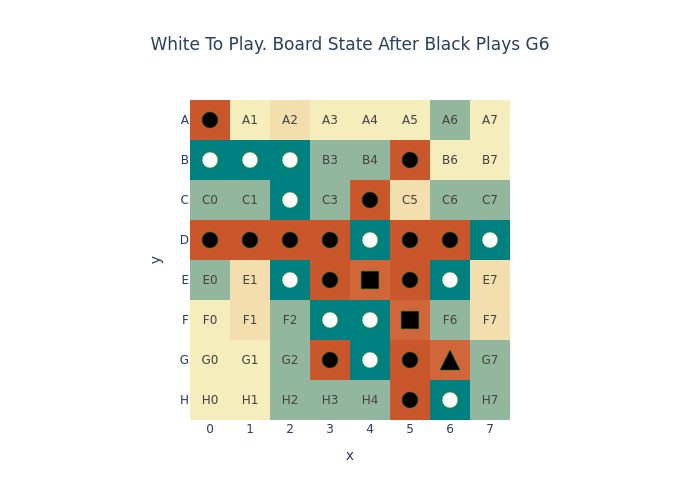 White To Play. Board State After Black Plays G6
A A1 A2 A3 A4 A5 A6 A7
B B3 B4 B6 B7
C C0 C1 C3 C5 C6 C7
D
E E0 E1 E7
F F0 F1 F2 F6 F7
G G0 G1 G2 G7
H H0 H1 H2 H3 H4 H7
0 1 2 3 4 5 6 7
x
y